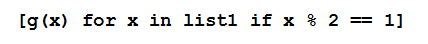 [g(x) for x in list1 if x % 2 == 1]